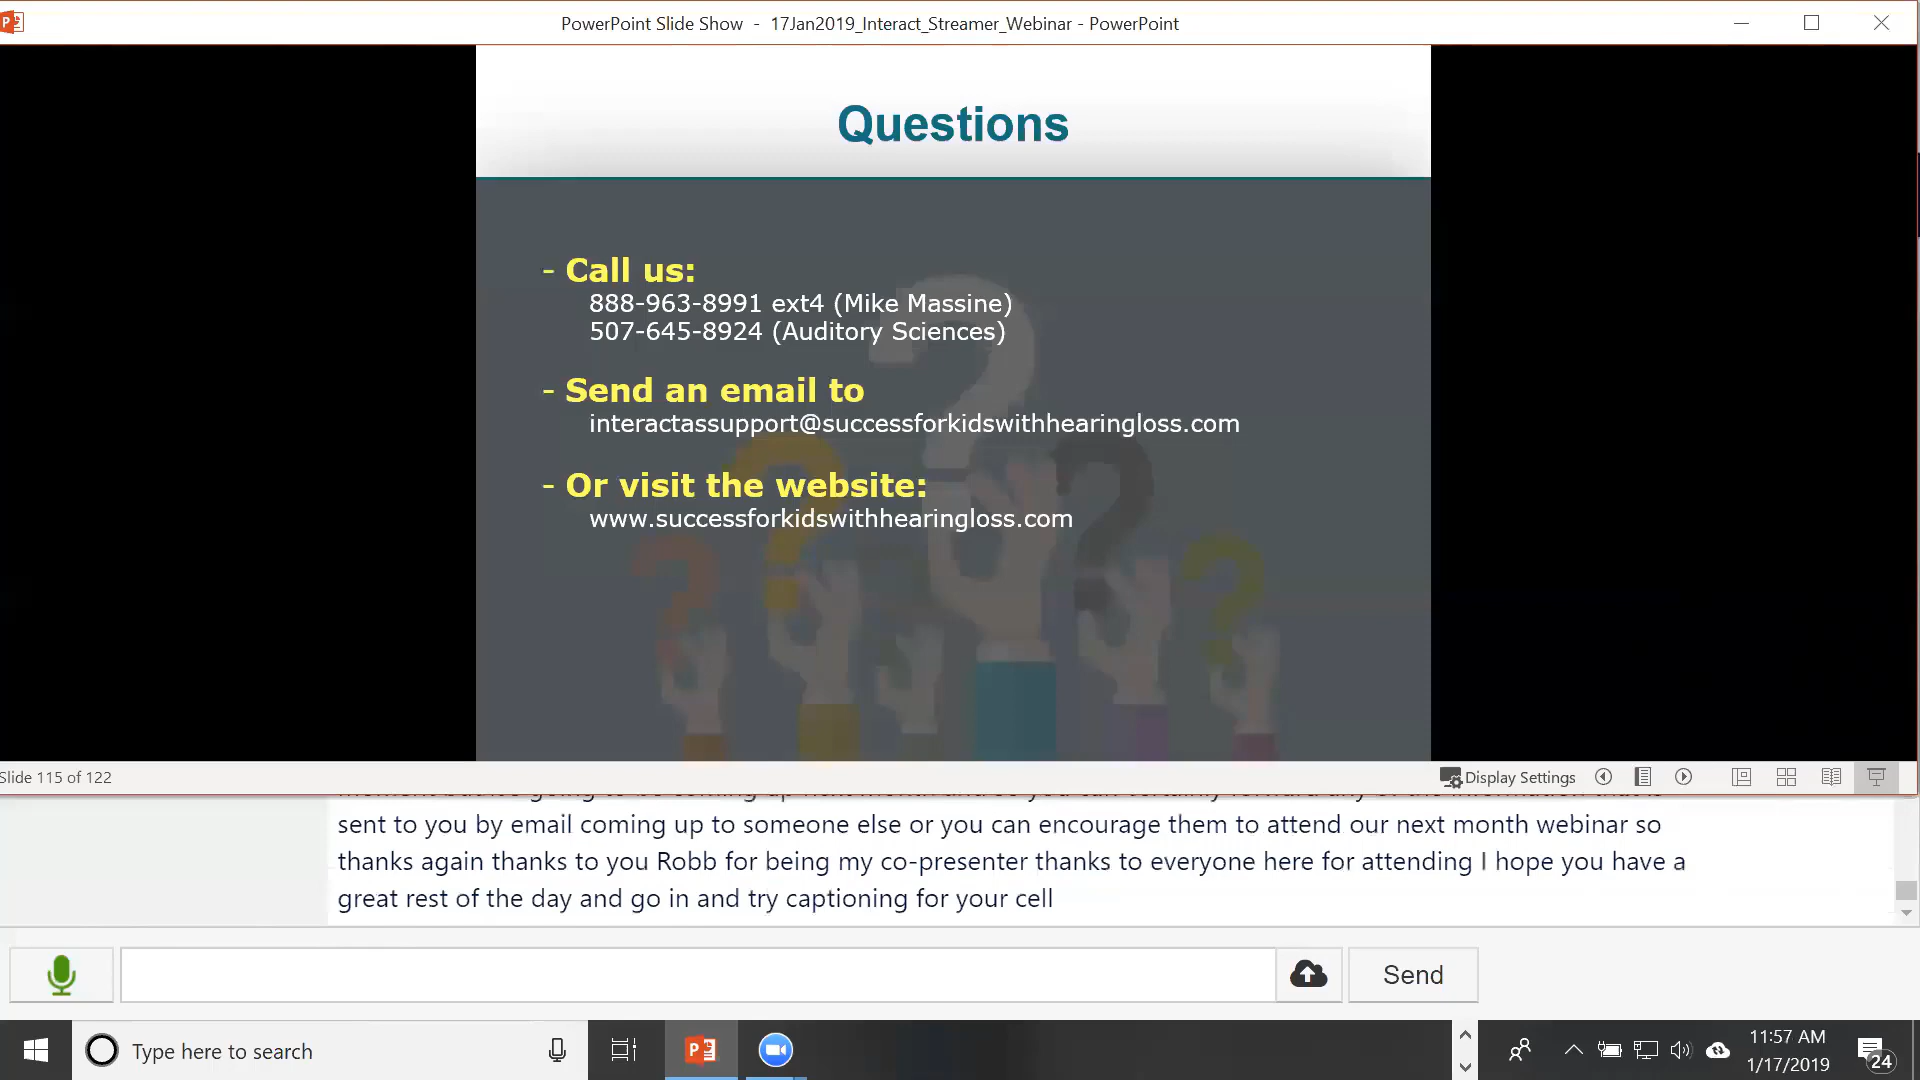 PowerPoint Slide Show - 17Jan2019_Interact_Streamer_Webinar - PowerPoint
Questions
- Call us:
888-963-8991 ext4 (Mike Massine)
507-645-8924 (Auditory Sciences)
- Send an email to
interactassupport@successforkidswithhearingloss.com
- Or visit the website:
www.successforkidswithhearingloss.com
Slide 115 of 122
Display Settings
sent to you by email coming up to someone else or you can encourage them to attend our next month webinar so
thanks again thanks to you Robb for being my co-presenter thanks to everyone here for attending I hope you have a
great rest of the day and go in and try captioning for your cell
Send
Type here to search
11:57 AM
1/17/2019
24